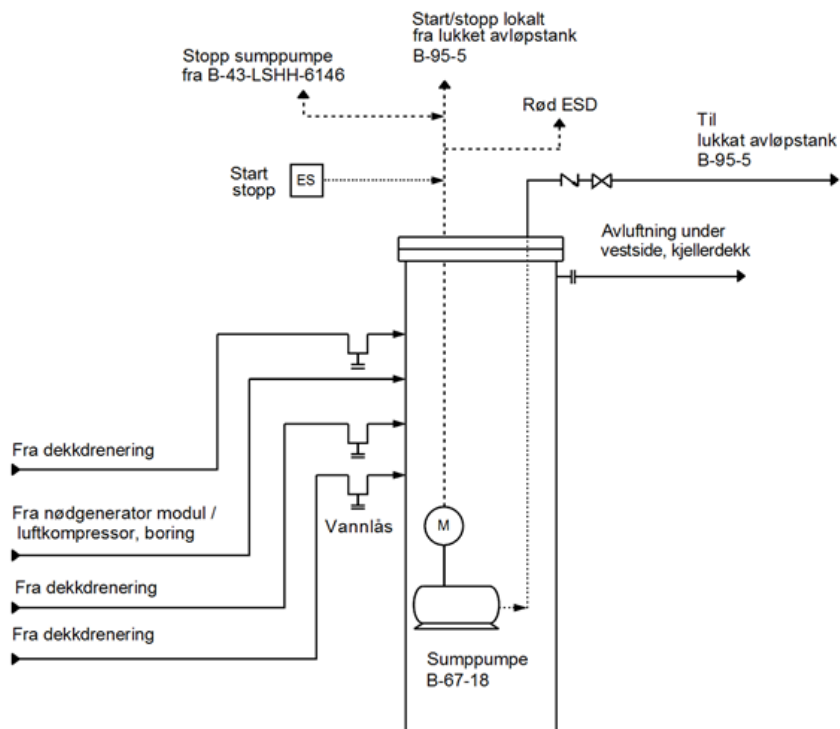 Start/stopp lokalt
fra lukket avløpstank
B-95-5
Stopp sumppumpe
fra B-43-LSHH-6146
Rød ESD
Til
lukkat avløpstank
B-95-5
Start
stopp
ES
Avluftning under
vestside, kjellerdekk
Fra dekkdrenering
Fra nødgenerator modul /
luftkompressor, boring
Vannlås
M
Fra dekkdrenering
Fra dekkdrenering
Sumppumpe
B-67-18